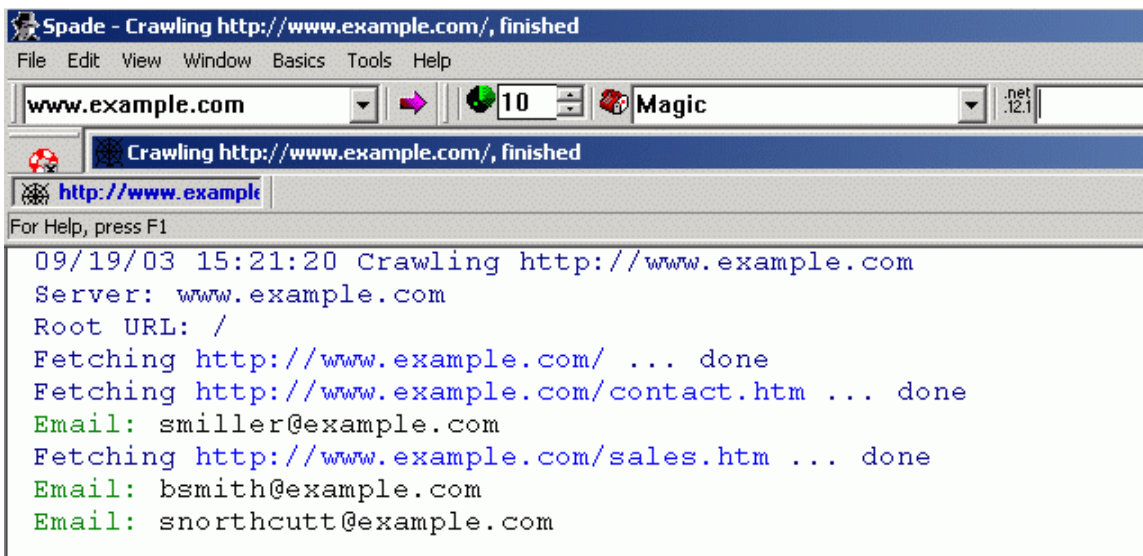 Spade - Crawling http://www.example.com/, finished
File Edit View Window Basics Tools Help
www.example.com 10 Magic .net .12.1
Crawling http://www.example.com/, finished
http://www.example
For Help, press F1
09/19/03 15:21:20 Crawling http://www.example.com
Server: www.example.com
Root URL: /
Fetching http://www.example.com/ ... done
Fetching http://www.example.com/contact.htm ... done
Email: smiller@example.com
Fetching http://www.example.com/sales.htm ... done
Email: bsmith@example.com
Email: snorthcutt@example.com